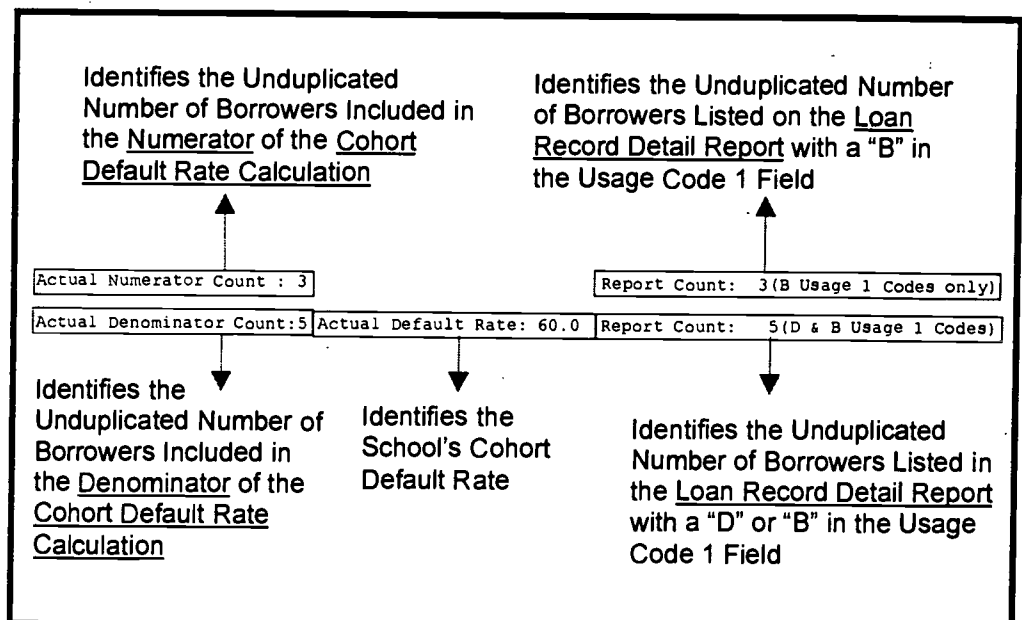 Identifies the Unduplicated
Number of Borrowers Included in
the Numerator of the Cohort
Default Rate Calculation
Identifies the Unduplicated Number
of Borrowers Listed on the Loan
Record Detail Report with a “B” in
the Usage Code 1 Field
Actual Numerator Count : 3
Report Count: 3(B Usage 1 Codes only)
Actual Denominator Count:5
Actual Default Rate: 60.0
Report Count: 5(D & B Usage 1 Codes)
Identifies the
Unduplicated Number of
Borrowers Included in
the Denominator of the
Cohort Default Rate
Calculation
Identifies the
School's Cohort
Default Rate
Identifies the Unduplicated
Number of Borrowers Listed in
the Loan Record Detail Report
with a “D” or “B” in the Usage
Code 1 Field